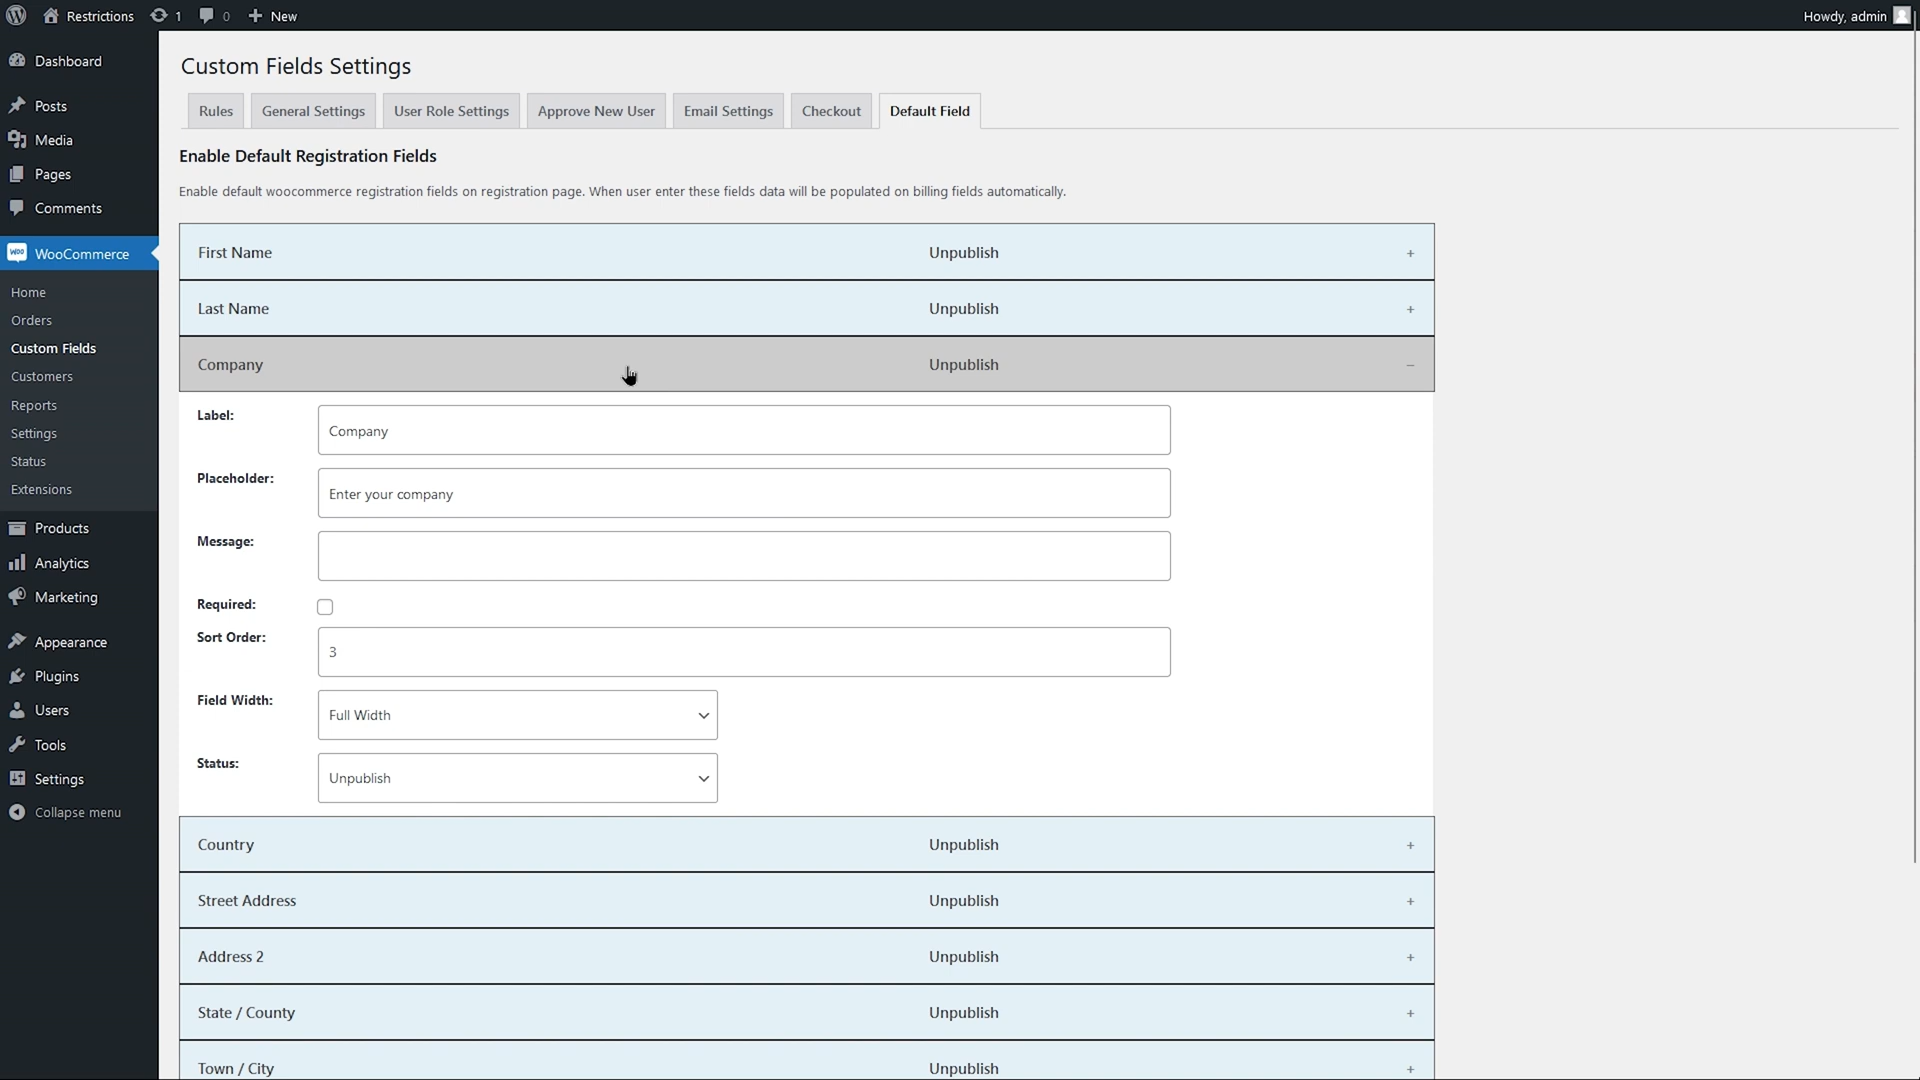 Restrictions 1 0 + New Howdy, admin
Dashboard
Posts
Media
Pages
Comments
WOO WooCommerce
Home
Orders
Custom Fields
Customers
Reports
Settings
Status
Extensions
Products
Analytics
Marketing
Appearance
Plugins
Users
Tools
Settings
Collapse menu
Custom Fields Settings
Rules General Settings User Role Settings Approve New User Email Settings Checkout Default Field
Enable Default Registration Fields
Enable default woocommerce registration fields on registration page. When user enter these fields data will be populated on billing fields automatically.
First Name Unpublish +
Last Name Unpublish +
Company Unpublish –
Label: Company
Placeholder: Enter your company
Message:
Required:
Sort Order: 3
Field Width: Full Width
Status: Unpublish
Country Unpublish +
Street Address Unpublish +
Address 2 Unpublish +
State / County Unpublish +
Town / City Unpublish +